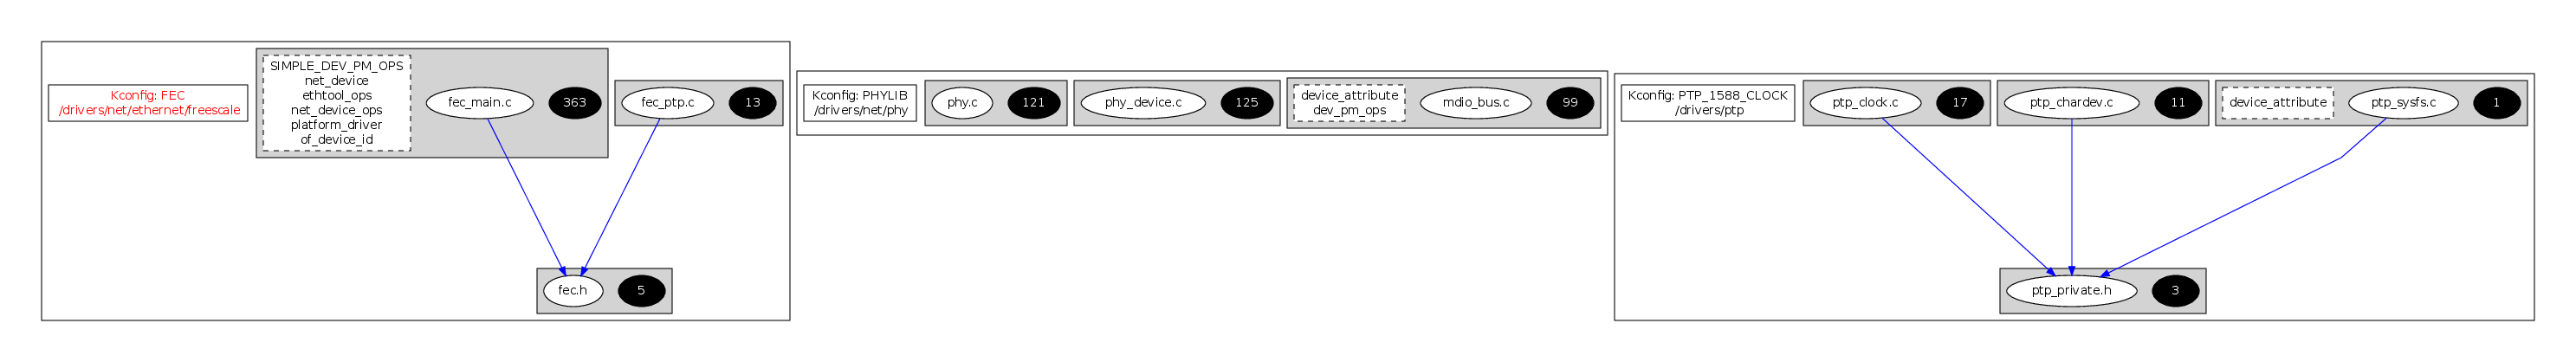 Kconfig: FEC
/drivers/net/ethernet/freescale
SIMPLE_DEV_PM_OPS
net_device
ethtool_ops
net_device_ops
platform_driver
of_device_id
fec_main.c
363
fec_ptp.c
13
fec.h
5
Kconfig: PHYLIB
/drivers/net/phy
phy.c
121
phy_device.c
125
device_attribute
dev_pm_ops
mdio_bus.c
99
Kconfig: PTP_1588_CLOCK
/drivers/ptp
ptp_clock.c
17
ptp_chardev.c
11
device_attribute
ptp_sysfs.c
1
ptp_private.h
3